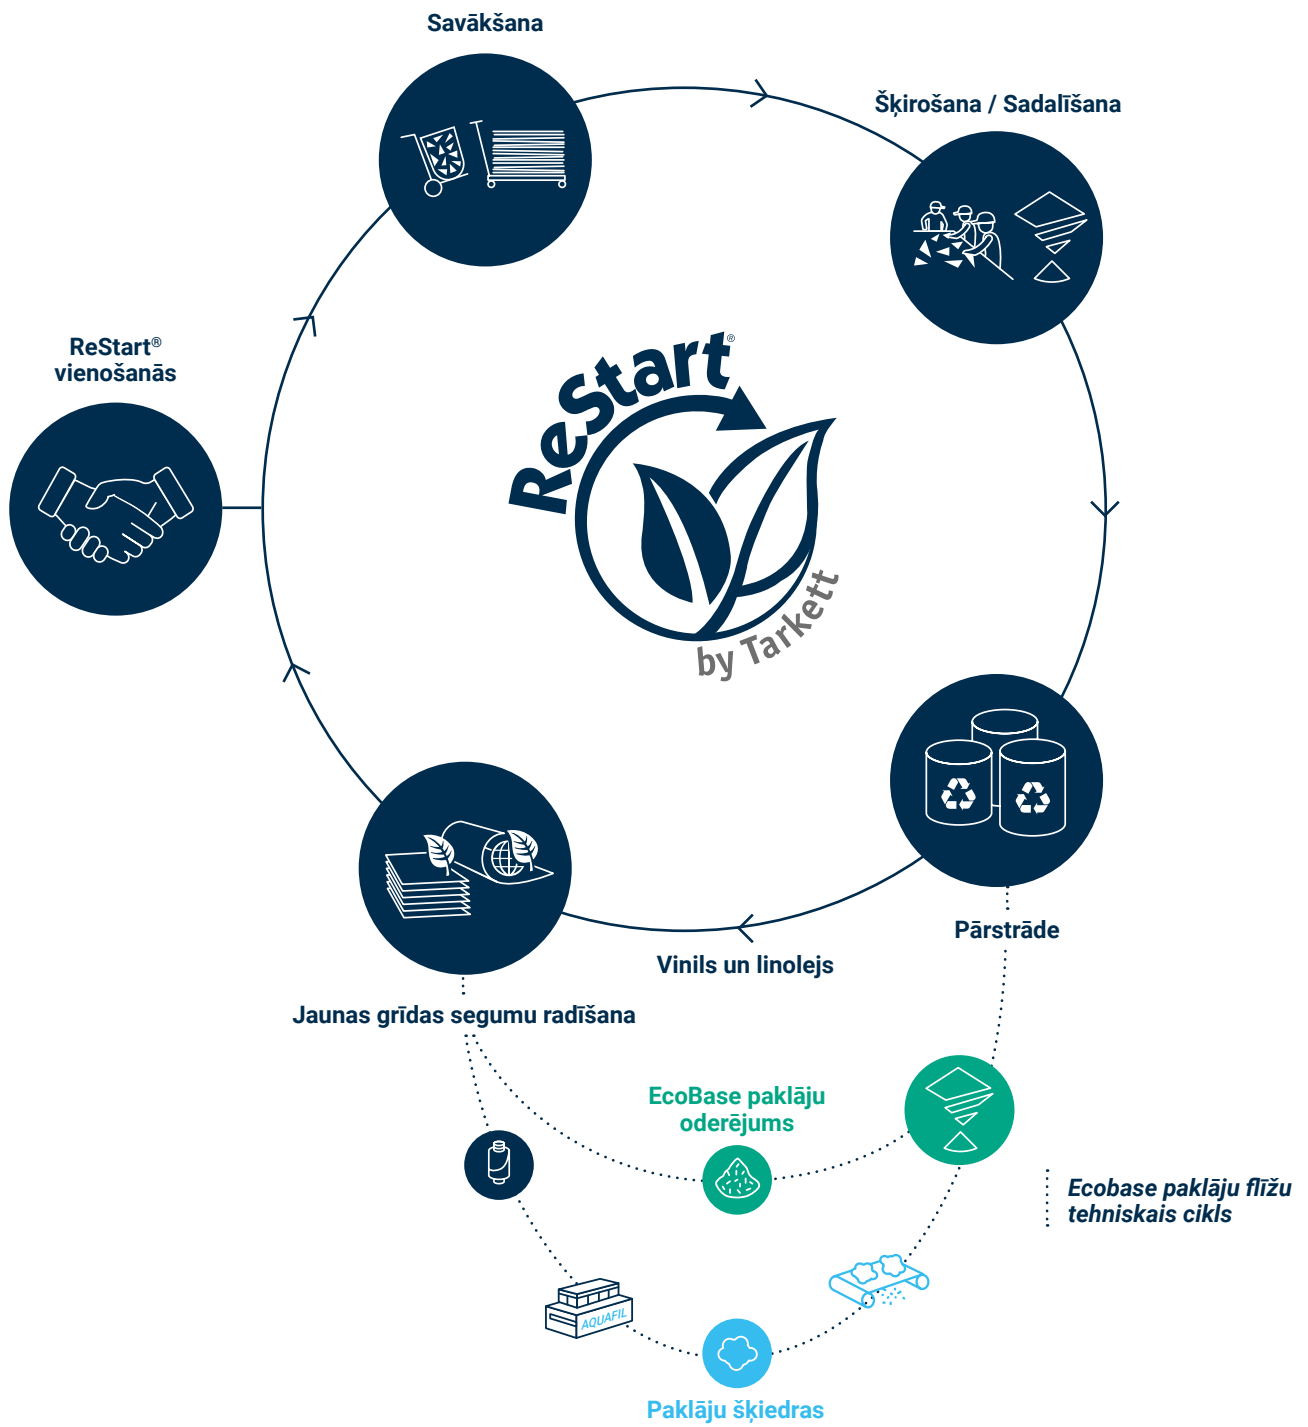 Savākšana
Šķirošana / Sadalīšana
ReStart®
vienošanās
ReStart®
by Tarkett
Pārstrāde
Vinils un linolejs
Jaunas grīdas segumu radīšana
EcoBase paklāju
oderējums
Ecobase paklāju flīžu
tehniskais cikls
AQUAFIL
Paklāju šķiedras